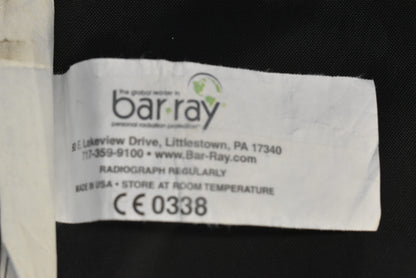 the global leader in
bar·ray
personal radiation protection
E. Lakeview Drive, Littlestown, PA 17340
717-359-9100 • www.Bar-Ray.com
RADIOGRAPH REGULARLY
MADE IN USA • STORE AT ROOM TEMPERATURE
CE 0338